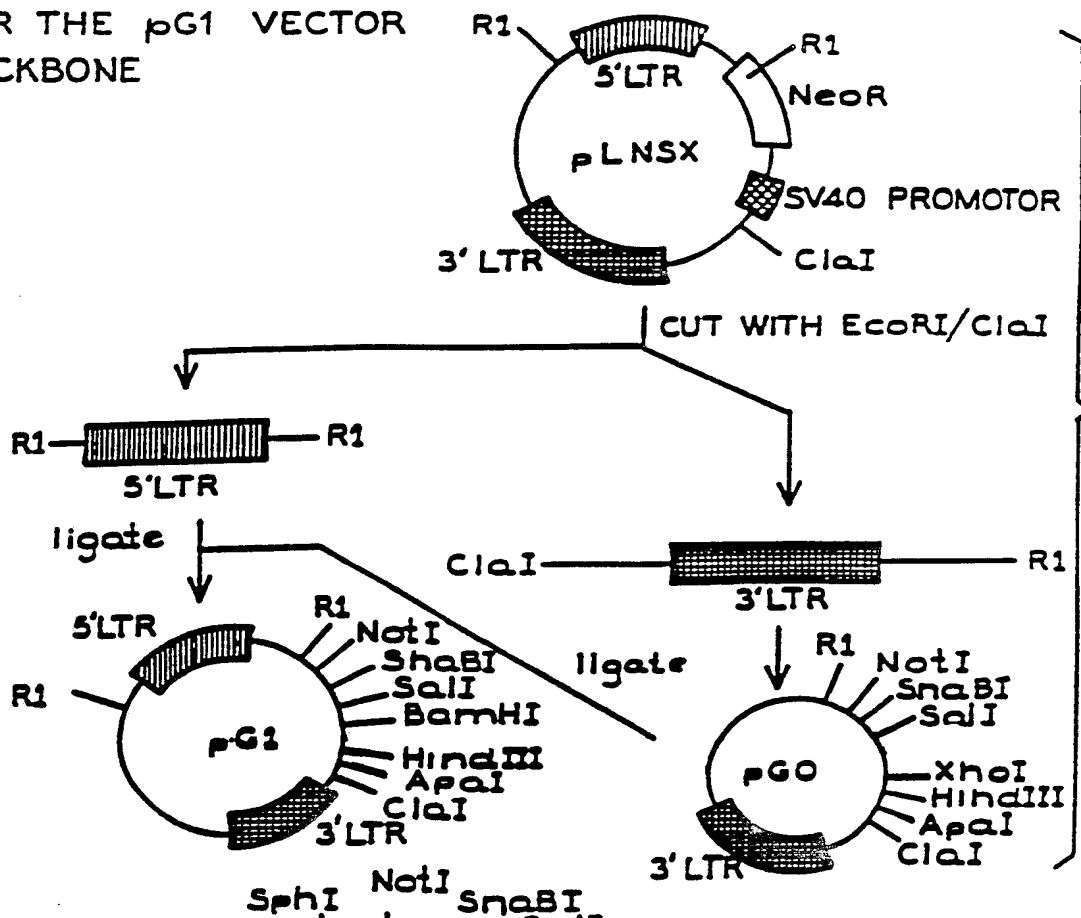 R THE pG1 VECTOR
CKBONE
R1
5'LTR
R1
NeoR
pLNSX
SV40 PROMOTOR
3' LTR
ClaI
CUT WITH EcoRI/ClaI
R1
R1
5'LTR
ligate
ClaI
R1
3'LTR
5'LTR
R1
NotI
ShaBI
SalI
BamHI
HindIII
ApaI
ClaI
R1
pG1
3'LTR
ligate
R1
NotI
SnaBI
SalI
XhoI
HindIII
ApaI
ClaI
pGO
3'LTR
SphI NotI SnaBI